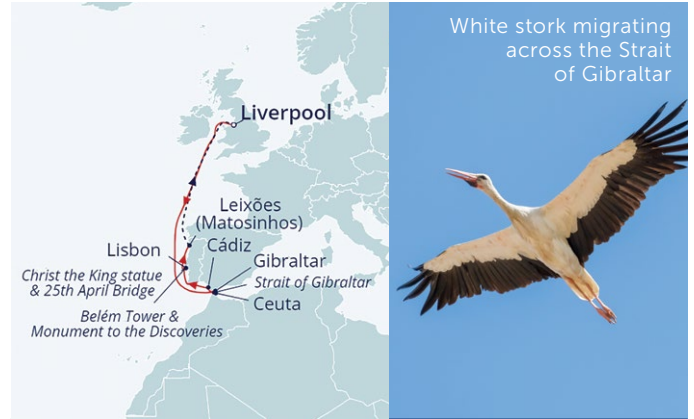 Liverpool
Leixões
(Matosinhos)
Lisbon
Cádiz
Christ the King statue
& 25th April Bridge
Gibraltar
Strait of Gibraltar
Ceuta
Belém Tower &
Monument to the Discoveries
White stork migrating
across the Strait
of Gibraltar